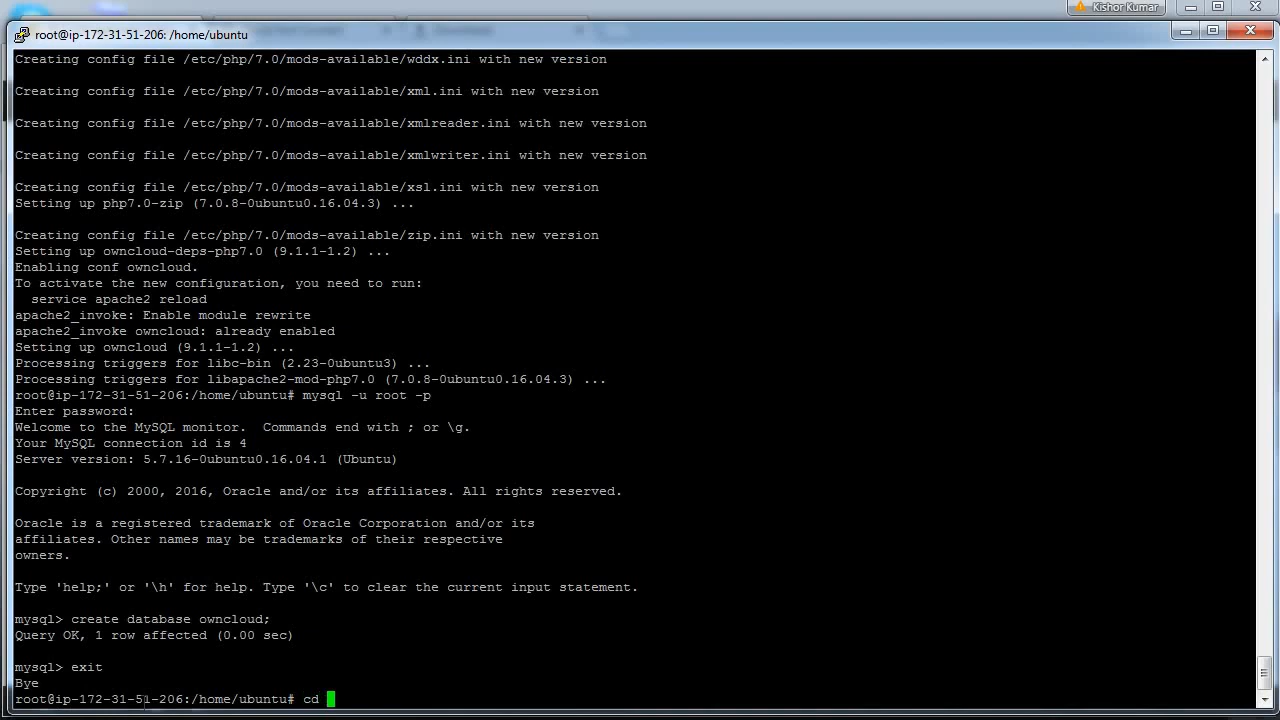 Kishor Kumar
root@ip-172-31-51-206: /home/ubuntu
Creating config file /etc/php/7.0/mods-available/wddx.ini with new version
Creating config file /etc/php/7.0/mods-available/xml.ini with new version
Creating config file /etc/php/7.0/mods-available/xmlreader.ini with new version
Creating config file /etc/php/7.0/mods-available/xmlwriter.ini with new version
Creating config file /etc/php/7.0/mods-available/xsl.ini with new version
Setting up php7.0-zip (7.0.8-0ubuntu0.16.04.3) ...
Creating config file /etc/php/7.0/mods-available/zip.ini with new version
Setting up owncloud-deps-php7.0 (9.1.1-1.2) ...
Enabling conf owncloud.
To activate the new configuration, you need to run:
service apache2 reload
apache2_invoke: Enable module rewrite
apache2_invoke owncloud: already enabled
Setting up owncloud (9.1.1-1.2) ...
Processing triggers for libc-bin (2.23-0ubuntu3) ...
Processing triggers for libapache2-mod-php7.0 (7.0.8-0ubuntu0.16.04.3) ...
root@ip-172-31-51-206:/home/ubuntu# mysql -u root -p
Enter password:
Welcome to the MySQL monitor.  Commands end with ; or \g.
Your MySQL connection id is 4
Server version: 5.7.16-0ubuntu0.16.04.1 (Ubuntu)
Copyright (c) 2000, 2016, Oracle and/or its affiliates. All rights reserved.
Oracle is a registered trademark of Oracle Corporation and/or its
affiliates. Other names may be trademarks of their respective
owners.
Type 'help;' or '\h' for help. Type '\c' to clear the current input statement.
mysql> create database owncloud;
Query OK, 1 row affected (0.00 sec)
mysql> exit
Bye
root@ip-172-31-51-206:/home/ubuntu# cd